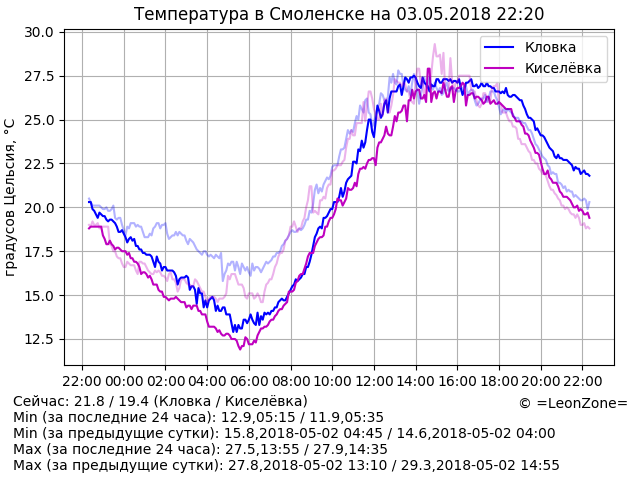 Температура в Смоленске на 03.05.2018 22:20
градусов Цельсия, °C
30.0
27.5
25.0
22.5
20.0
17.5
15.0
12.5
Кловка
Киселёвка
22:00 00:00 02:00 04:00 06:00 08:00 10:00 12:00 14:00 16:00 18:00 20:00 22:00
Сейчас: 21.8 / 19.4 (Кловка / Киселёвка)
© =LeonZone=
Min (за последние 24 часа): 12.9,05:15 / 11.9,05:35
Min (за предыдущие сутки): 15.8,2018-05-02 04:45 / 14.6,2018-05-02 04:00
Max (за последние 24 часа): 27.5,13:55 / 27.9,14:35
Max (за предыдущие сутки): 27.8,2018-05-02 13:10 / 29.3,2018-05-02 14:55